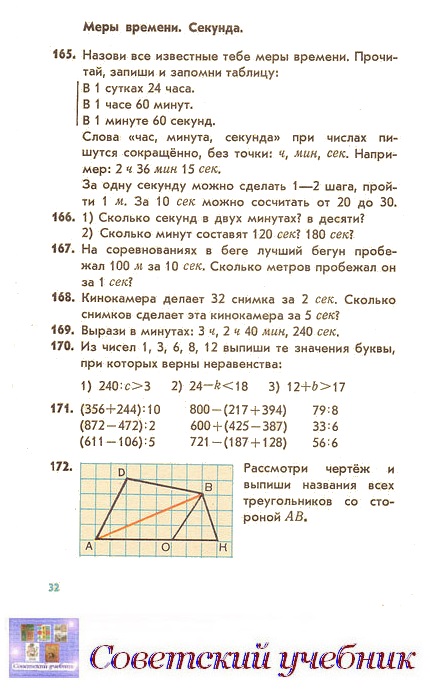 Меры времени. Секунда.
165. Назови все известные тебе меры времени. Прочи-
тай, запиши и запомни таблицу:
В 1 сутках 24 часа.
В 1 часе 60 минут.
В 1 минуте 60 секунд.
Слова «час, минута, секунда» при числах пи-
шутся сокращённо, без точки: ч, мин, сек. Напри-
мер: 2 ч 36 мин 15 сек.
За одну секунду можно сделать 1—2 шага, прой-
ти 1 м. За 10 сек можно сосчитать от 20 до 30.
166. 1) Сколько секунд в двух минутах? в десяти?
2) Сколько минут составят 120 сек? 180 сек?
167. На соревнованиях в беге лучший бегун пробе-
жал 100 м за 10 сек. Сколько метров пробежал он
за 1 сек?
168. Кинокамера делает 32 снимка за 2 сек. Сколько
снимков сделает эта кинокамера за 5 сек?
169. Вырази в минутах: 3 ч, 2 ч 40 мин, 240 сек.
170. Из чисел 1, 3, 6, 8, 12 выпиши те значения буквы,
при которых верны неравенства:
1) 240:c>3 2) 24—k<18 3) 12+b>17
171. (356+244):10 800—(217+394) 79:8
(872—472):2 600+(425—387) 33:6
(611—106):5 721—(187+128) 56:6
172. Рассмотри чертёж и
выпиши названия всех
треугольников со сто-
роной AB.
D
B
A O K
32
Советский учебник
Советский учебник